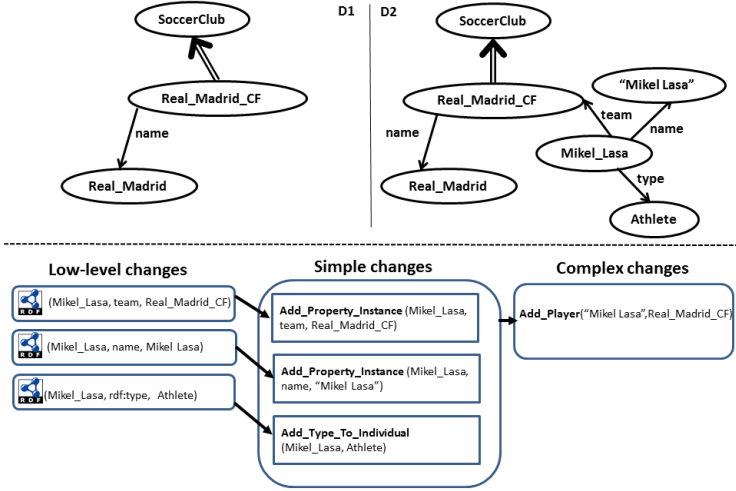 SoccerClub
D1
Real_Madrid_CF
name
Real_Madrid
D2
SoccerClub
Real_Madrid_CF
"Mikel Lasa"
team
name
name
Mikel_Lasa
type
Real_Madrid
Athlete
Low-level changes
RDF
(Mikel_Lasa, team, Real_Madrid_CF)
RDF
(Mikel_Lasa, name, Mikel Lasa)
RDF
(Mikel_Lasa, rdf:type, Athlete)
Simple changes
Add_Property_Instance (Mikel_Lasa,
team, Real_Madrid_CF)
Add_Property_Instance (Mikel_Lasa,
name, "Mikel Lasa")
Add_Type_To_Individual
(Mikel_Lasa, Athlete)
Complex changes
Add_Player("Mikel Lasa",Real_Madrid_CF)